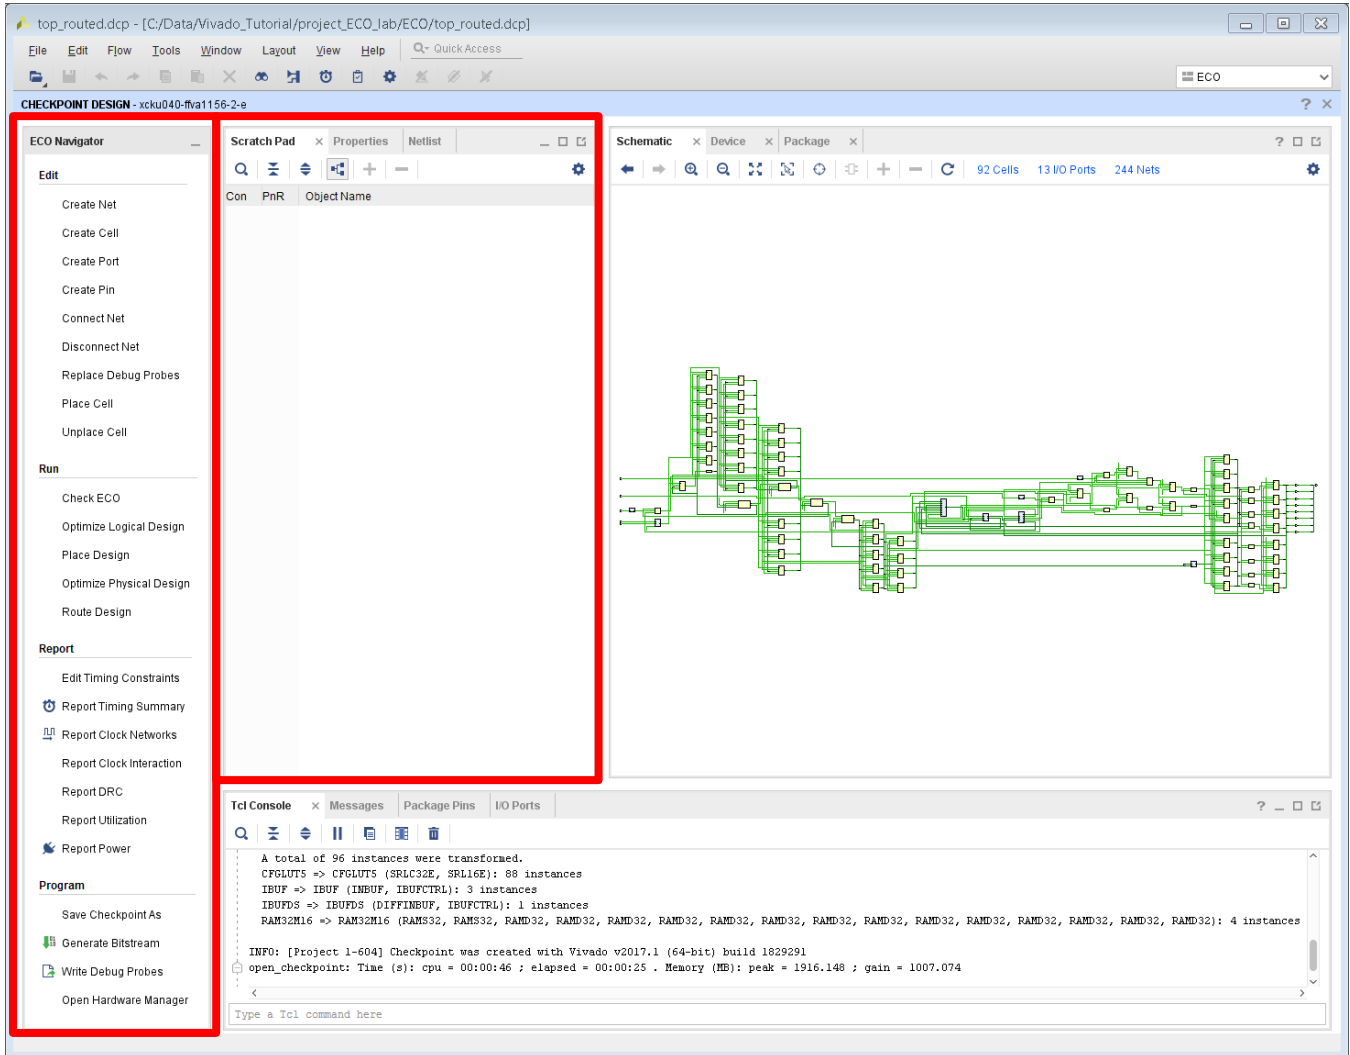 top_routed.dcp - [C:/Data/Vivado_Tutorial/project_ECO_lab/ECO/top_routed.dcp]
File Edit Flow Tools Window Layout View Help Quick Access
ECO
CHECKPOINT DESIGN - xcku040-ffva1156-2-e ? ×
ECO Navigator
Edit
Create Net
Create Cell
Create Port
Create Pin
Connect Net
Disconnect Net
Replace Debug Probes
Place Cell
Unplace Cell
Run
Check ECO
Optimize Logical Design
Place Design
Optimize Physical Design
Route Design
Report
Edit Timing Constraints
Report Timing Summary
Report Clock Networks
Report Clock Interaction
Report DRC
Report Utilization
Report Power
Program
Save Checkpoint As
Generate Bitstream
Write Debug Probes
Open Hardware Manager
Scratch Pad × Properties Netlist
Con PnR Object Name
Schematic × Device × Package × ?
92 Cells 13 I/O Ports 244 Nets
Tcl Console × Messages Package Pins I/O Ports ?
A total of 96 instances were transformed.
CFGLUT5 => CFGLUT5 (SRLC32E, SRL16E): 88 instances
IBUF => IBUF (INBUF, IBUFCTRL): 3 instances
IBUFDS => IBUFDS (DIFFINBUF, IBUFCTRL): 1 instances
RAM32M16 => RAM32M16 (RAMS32, RAMS32, RAMD32, RAMD32, RAMD32, RAMD32, RAMD32, RAMD32, RAMD32, RAMD32, RAMD32, RAMD32, RAMD32, RAMD32, RAMD32, RAMD32): 4 instances
INFO: [Project 1-604] Checkpoint was created with Vivado v2017.1 (64-bit) build 1829291
open_checkpoint: Time (s): cpu = 00:00:46 ; elapsed = 00:00:25 . Memory (MB): peak = 1916.148 ; gain = 1007.074
Type a Tcl command here